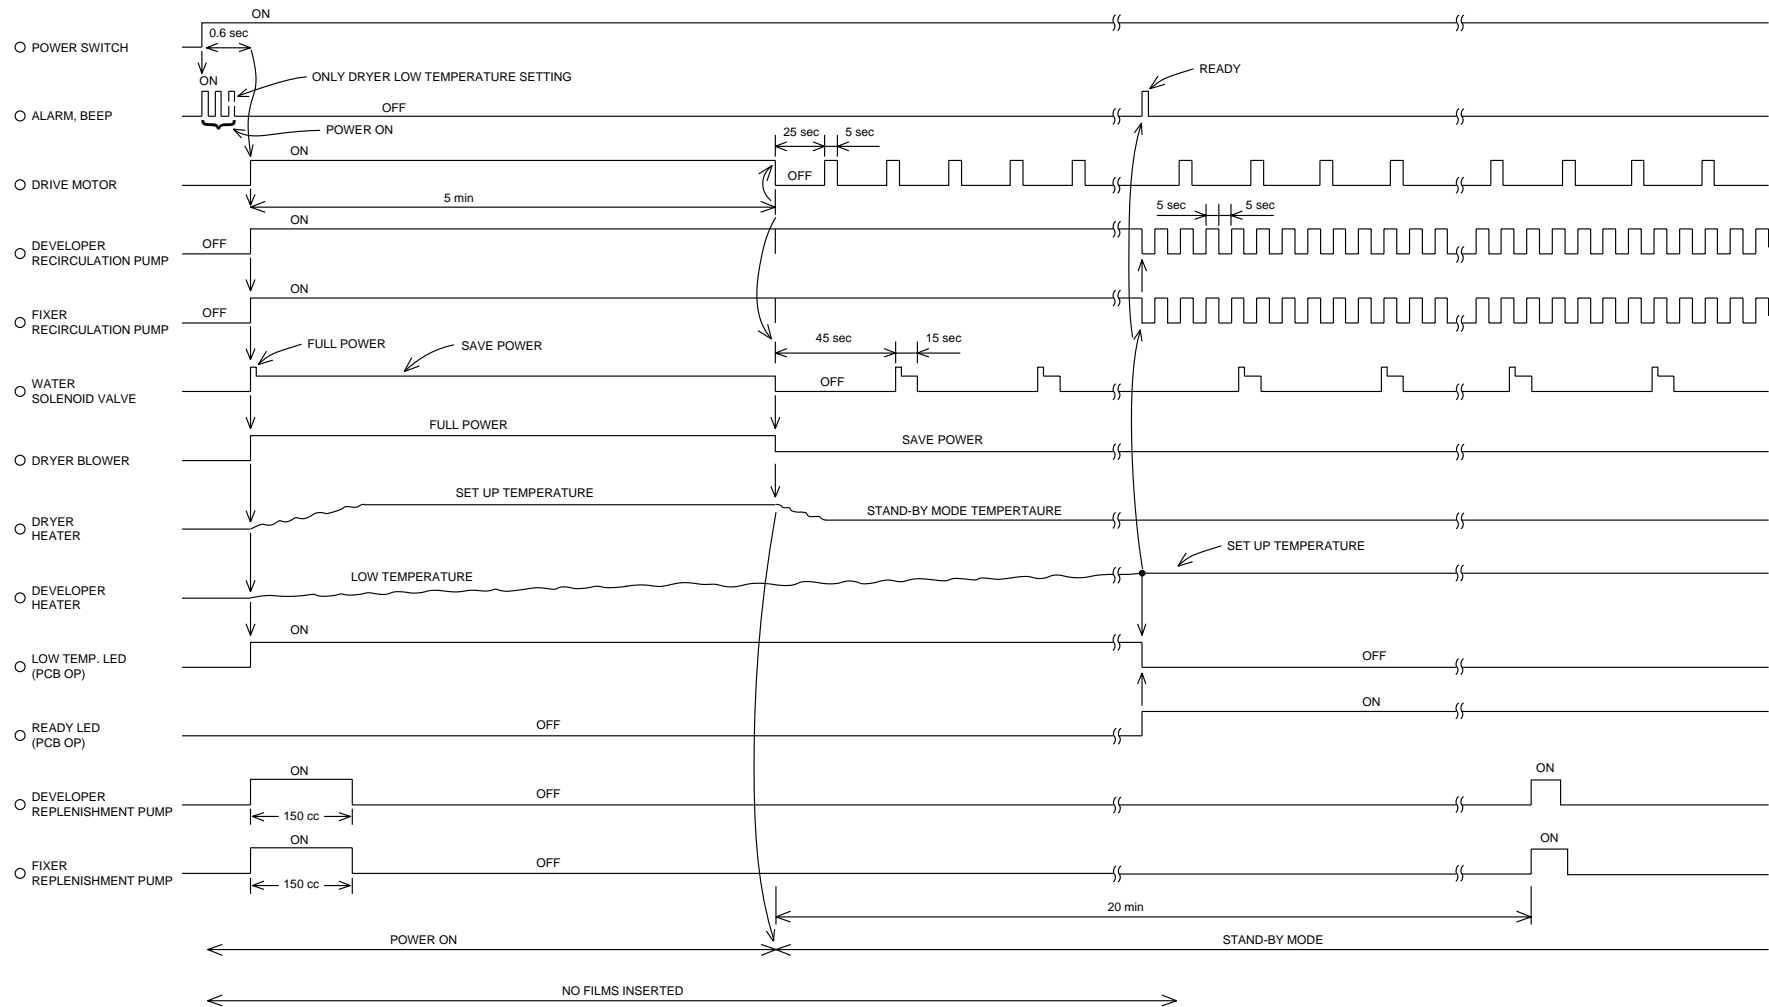 ON
POWER SWITCH
0.6 sec
ON
ONLY DRYER LOW TEMPERATURE SETTING
READY
ALARM, BEEP
OFF
POWER ON
ON
25 sec
5 sec
DRIVE MOTOR
OFF
5 min
5 sec
5 sec
ON
OFF
DEVELOPER
RECIRCULATION PUMP
ON
OFF
FIXER
RECIRCULATION PUMP
FULL POWER
SAVE POWER
45 sec
15 sec
WATER
SOLENOID VALVE
OFF
FULL POWER
SAVE POWER
DRYER BLOWER
SET UP TEMPERATURE
STAND-BY MODE TEMPERTAURE
DRYER
HEATER
SET UP TEMPERATURE
LOW TEMPERATURE
DEVELOPER
HEATER
ON
LOW TEMP. LED
(PCB OP)
OFF
ON
READY LED
(PCB OP)
OFF
ON
ON
DEVELOPER
REPLENISHMENT PUMP
OFF
150 cc
ON
ON
FIXER
REPLENISHMENT PUMP
OFF
150 cc
20 min
POWER ON
STAND-BY MODE
NO FILMS INSERTED